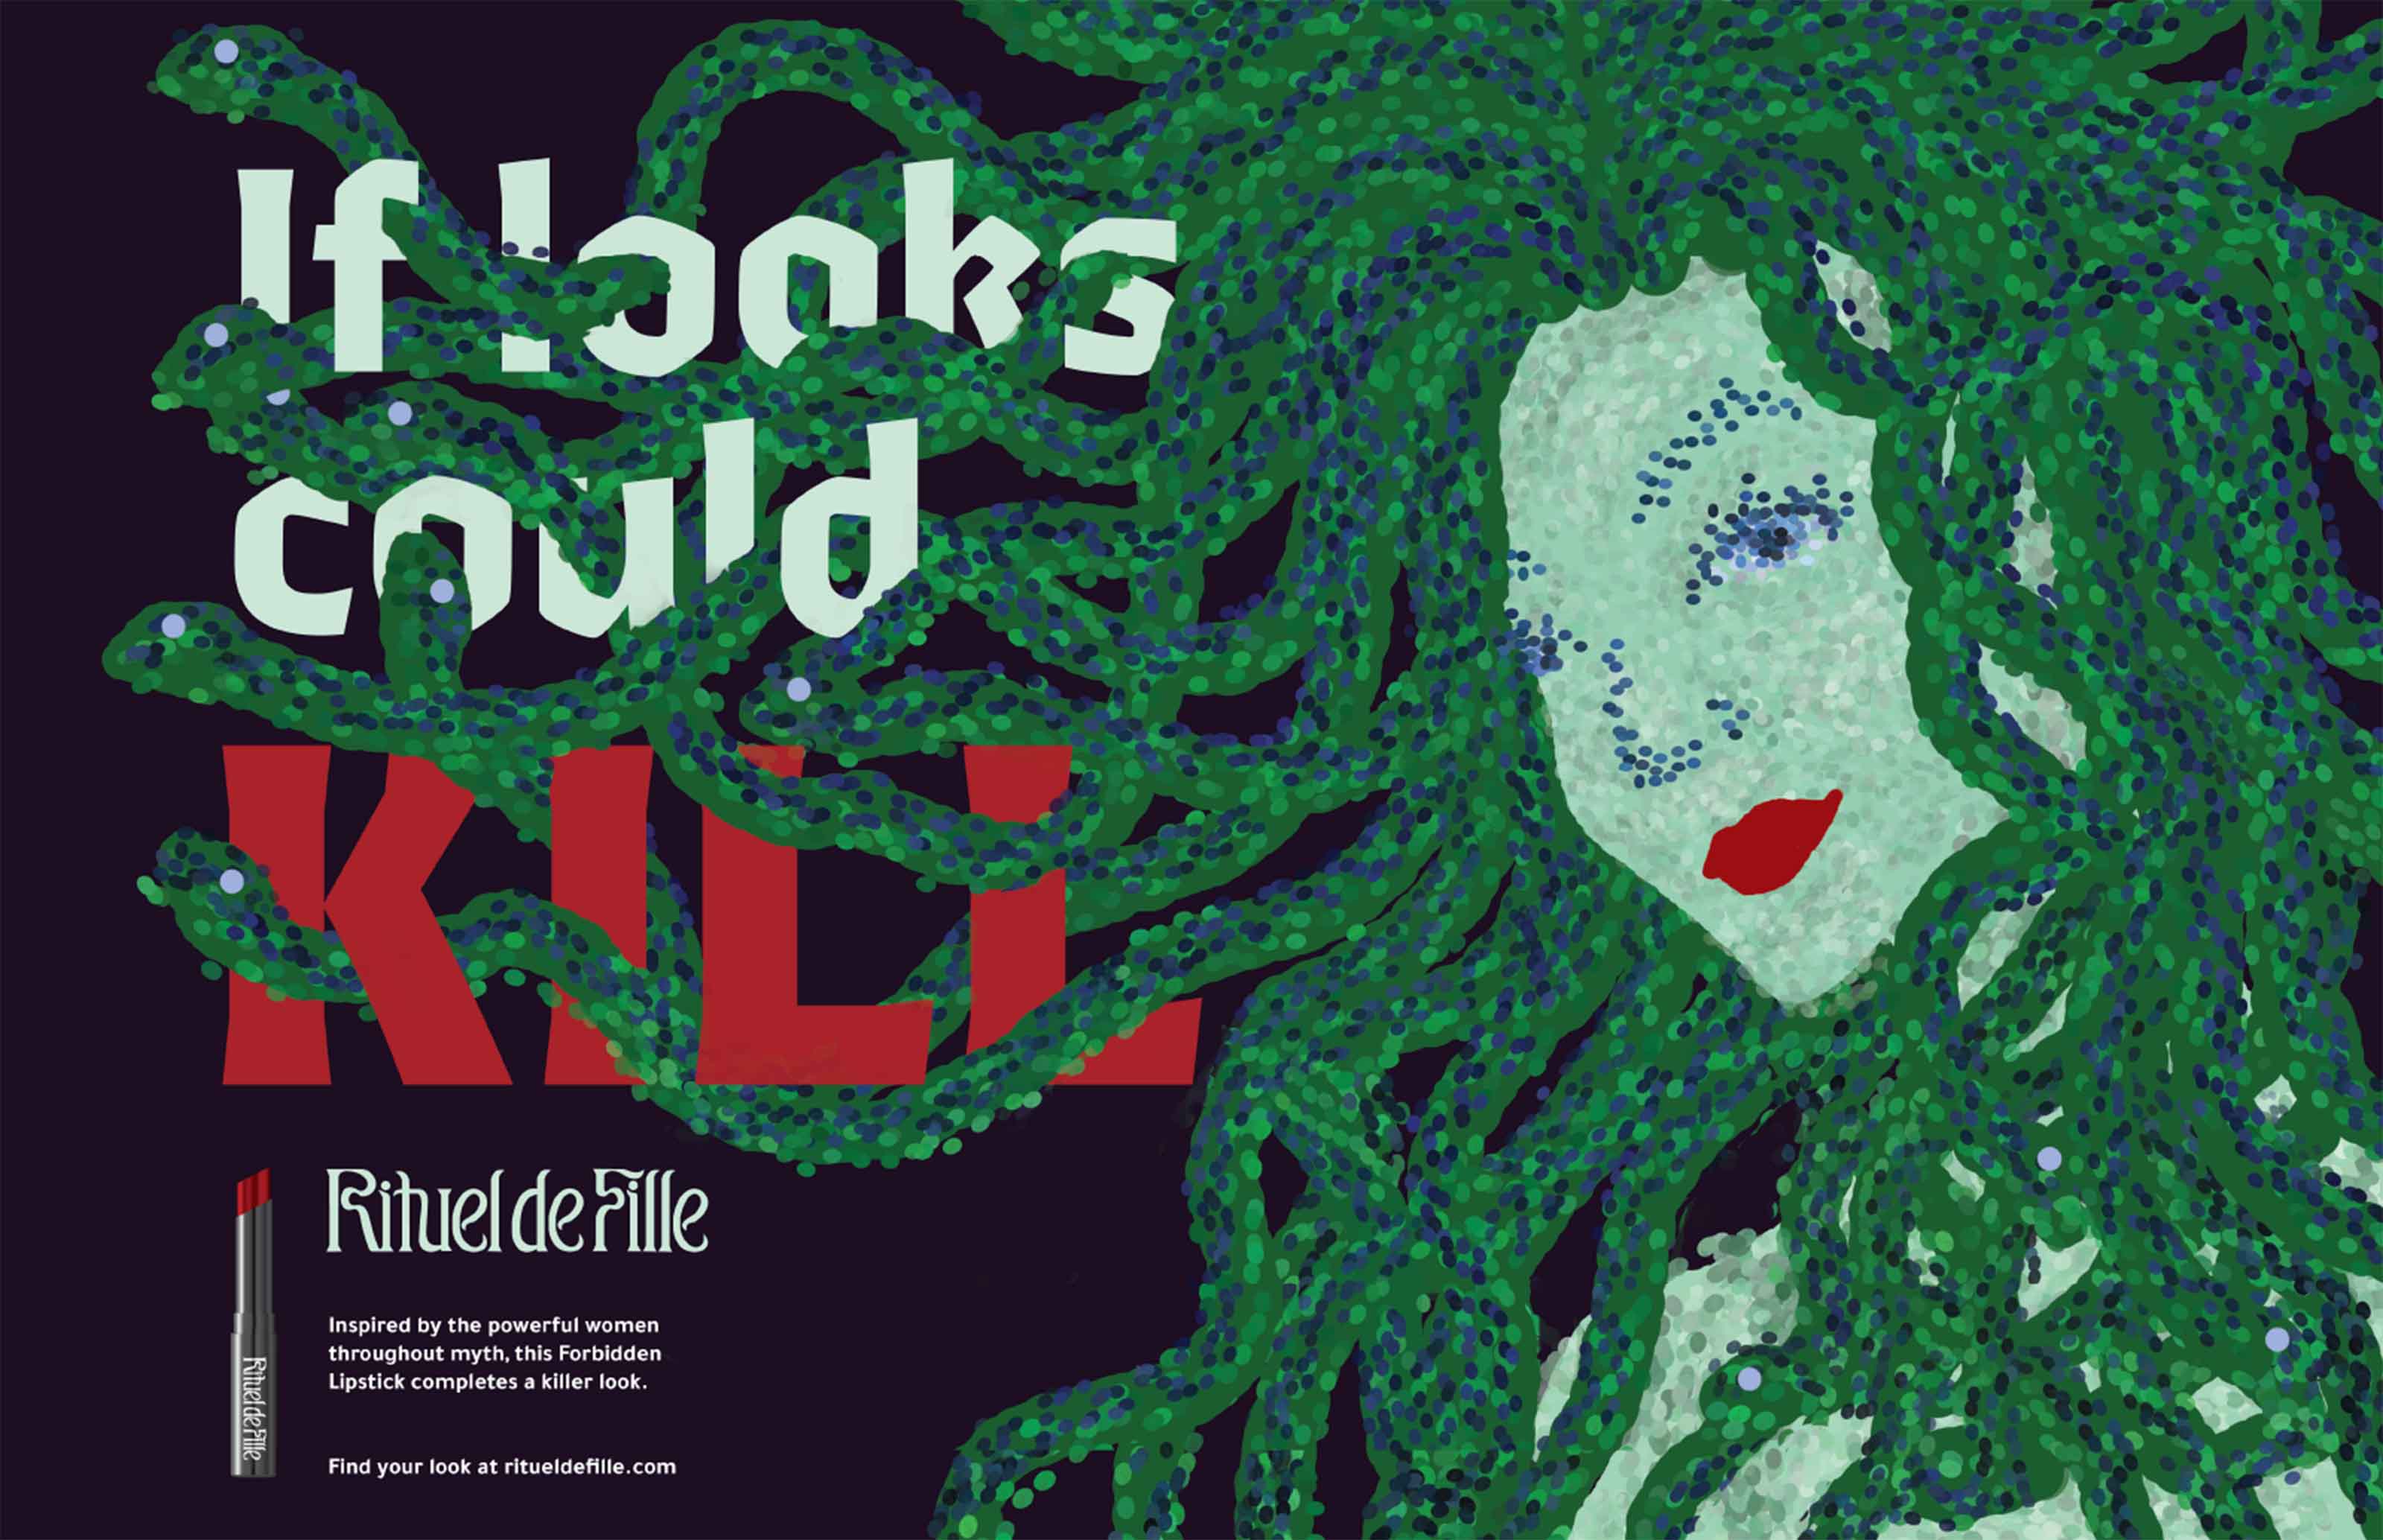 If looks
could
KILL
Rituel de Fille
Inspired by the powerful women
throughout myth, this Forbidden
Lipstick completes a killer look.
Find your look at ritueldefille.com
Rituel de Fille